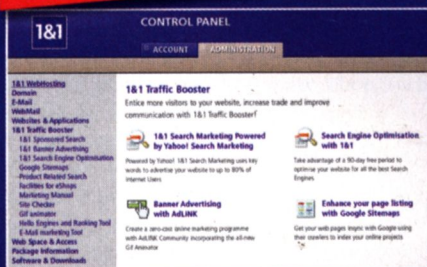 1&1
CONTROL PANEL
ACCOUNT
ADMINISTRATION
1&1 WebHosting
Domain
E-Mail
WebMail
Websites & Applications
1&1 Traffic Booster
1&1 Sponsored Search
1&1 Banner Advertising
1&1 Search Engine Optimisation
Google Sitemaps
Product Related Search
Facilities for eShops
Marketing Manual
Site Checker
Gif animator
Hello Engines and Ranking Tool
E-Mail marketing Tool
Web Space & Access
Package Information
Software & Downloads
1&1 Traffic Booster
Entice more visitors to your website, increase trade and improve
communication with 1&1 Traffic Booster!
1&1 Search Marketing Powered
by Yahoo! Search Marketing
Powered by Yahoo! 1&1 Search Marketing uses key
words to advertise your website to up to 80% of
Internet Users
Search Engine Optimisation
with 1&1
Take advantage of a 90-day free period to
optimise your website for all the best Search
Engines
Banner Advertising
with AdLINK
Create a zero-cost online marketing programme
with AdLINK Community incorporating the all-new
Gif Animator
Enhance your page listing
with Google Sitemaps
Get your web pages insync with Google using
their crawlers to index your online projects